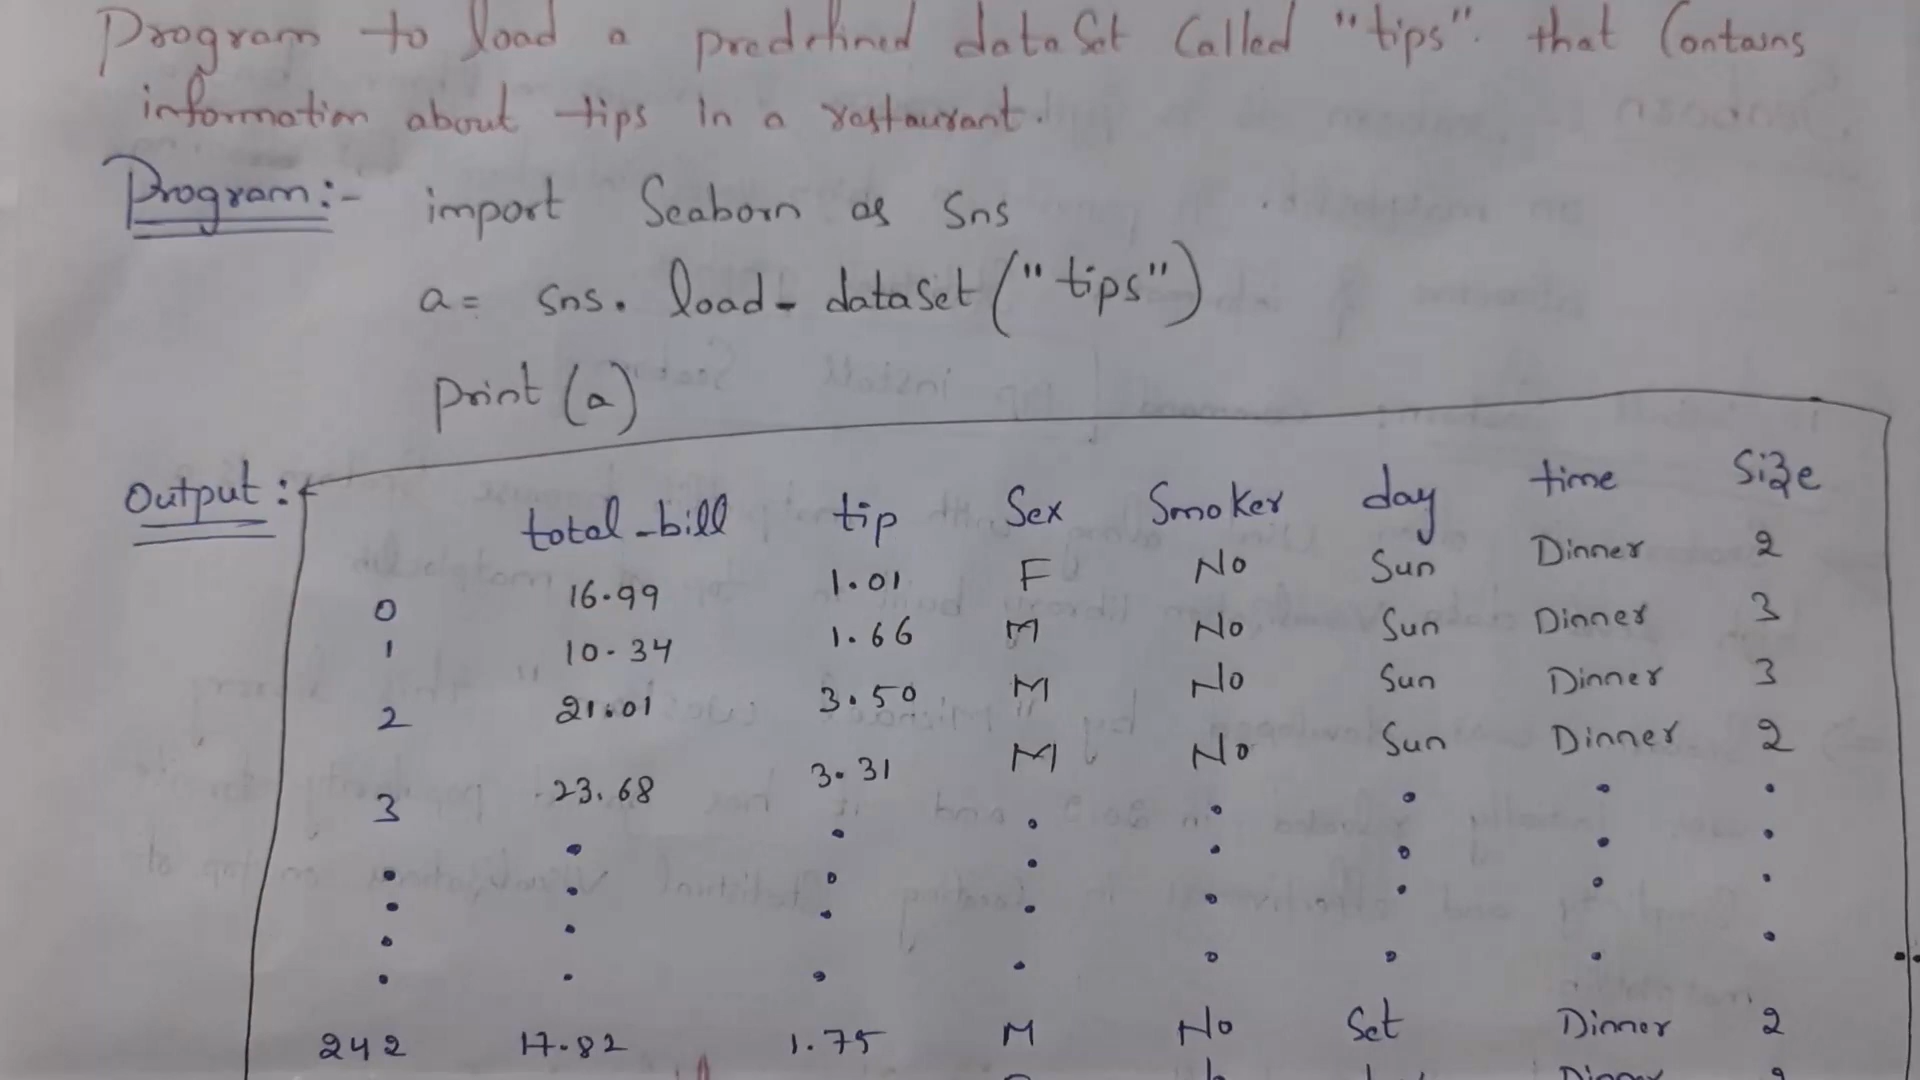 Program to load a predefined dataset called "tips". that Contains
information about tips in a restaurant.
Program:- import Seaborn as Sns
a = Sns. load_dataset("tips")
print (a)
Output:
total_bill tip Sex Smoker day time Size
0 16.99 1.01 F No Sun Dinner 2
1 10.34 1.66 M No Sun Dinner 3
2 21.01 3.50 M No Sun Dinner 3
3 23.68 3.31 M No Sun Dinner 2
242 17.82 1.75 M No Sat Dinner 2